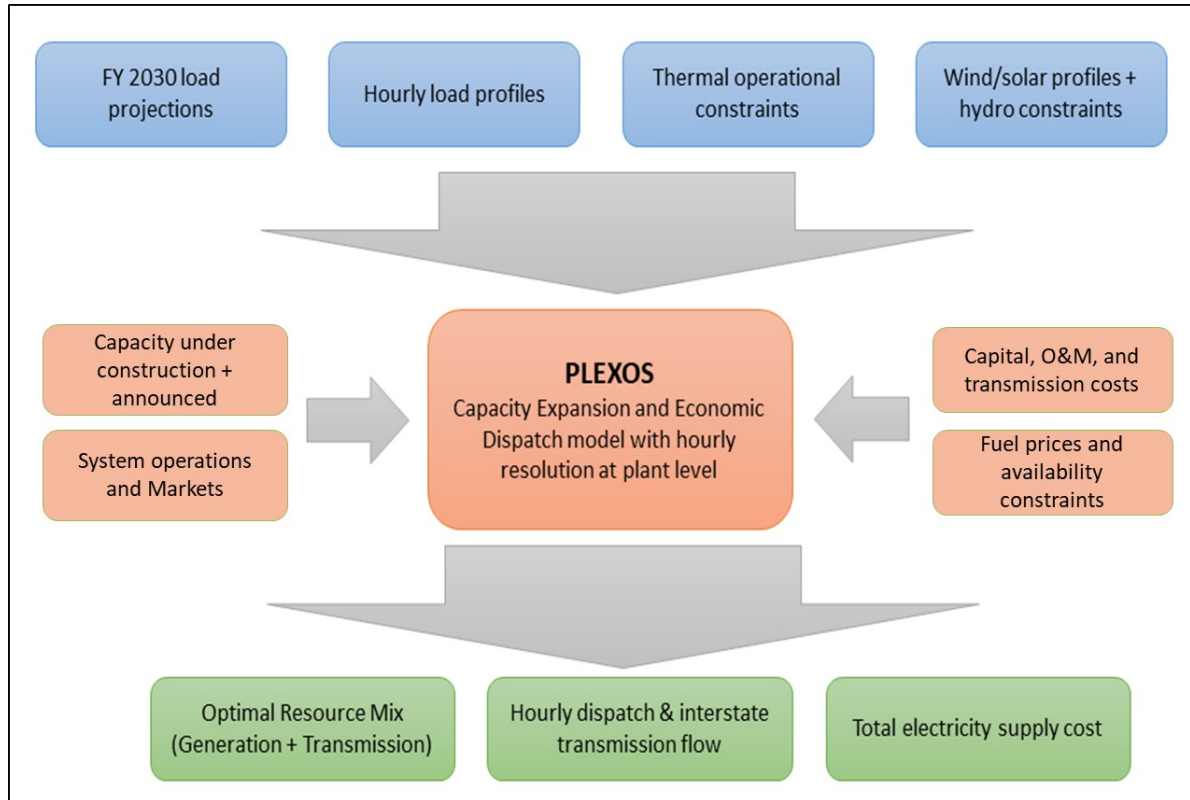 FY 2030 load
projections
Hourly load profiles
Thermal operational
constraints
Wind/solar profiles +
hydro constraints
Capacity under
construction +
announced
System operations
and Markets
PLEXOS
Capacity Expansion and Economic
Dispatch model with hourly
resolution at plant level
Capital, O&M, and
transmission costs
Fuel prices and
availability
constraints
Optimal Resource Mix
(Generation + Transmission)
Hourly dispatch & interstate
transmission flow
Total electricity supply cost